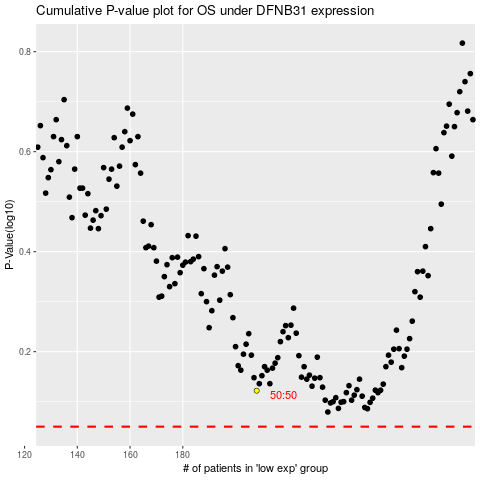 Cumulative P-value plot for OS under DFNB31 expression
P-Value(log10)
0.8
0.6
0.4
0.2
50:50
120 140 160 180
# of patients in 'low exp' group